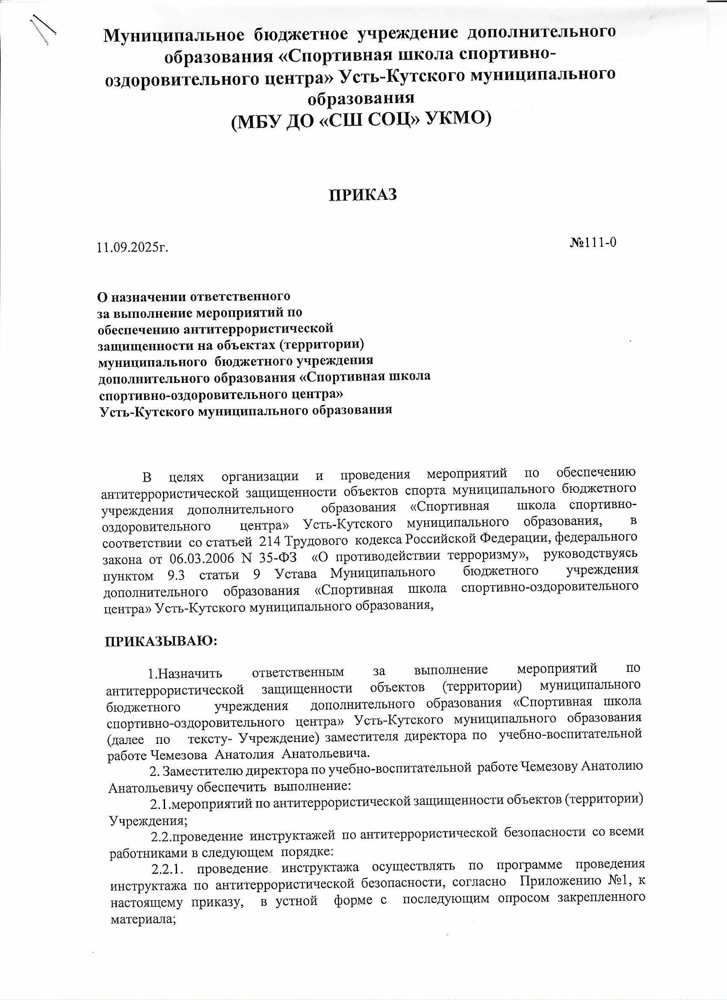 Муниципальное бюджетное учреждение дополнительного
образования «Спортивная школа спортивно-
оздоровительного центра» Усть-Кутского муниципального
образования
(МБУ ДО «СШ СОЦ» УКМО)
ПРИКАЗ
11.09.2025г. №111-0
О назначении ответственного
за выполнение мероприятий по
обеспечению антитеррористической
защищенности на объектах (территории)
муниципального бюджетного учреждения
дополнительного образования «Спортивная школа
спортивно-оздоровительного центра»
Усть-Кутского муниципального образования
В целях организации и проведения мероприятий по обеспечению
антитеррористической защищенности объектов спорта муниципального бюджетного
учреждения дополнительного образования «Спортивная школа спортивно-
оздоровительного центра» Усть-Кутского муниципального образования, в
соответствии со статьей 214 Трудового кодекса Российской Федерации, федерального
закона от 06.03.2006 N 35-ФЗ «О противодействии терроризму», руководствуясь
пунктом 9.3 статьи 9 Устава Муниципального бюджетного учреждения
дополнительного образования «Спортивная школа спортивно-оздоровительного
центра» Усть-Кутского муниципального образования,
ПРИКАЗЫВАЮ:
1.Назначить ответственным за выполнение мероприятий по
антитеррористической защищенности объектов (территории) муниципального
бюджетного учреждения дополнительного образования «Спортивная школа
спортивно-оздоровительного центра» Усть-Кутского муниципального образования
(далее по тексту- Учреждение) заместителя директора по учебно-воспитательной
работе Чемезова Анатолия Анатольевича.
2. Заместителю директора по учебно-воспитательной работе Чемезову Анатолию
Анатольевичу обеспечить выполнение:
2.1.мероприятий по антитеррористической защищенности объектов (территории)
Учреждения;
2.2.проведение инструктажей по антитеррористической безопасности со всеми
работниками в следующем порядке:
2.2.1. проведение инструктажа осуществлять по программе проведения
инструктажа по антитеррористической безопасности, согласно Приложению №1, к
настоящему приказу, в устной форме с последующим опросом закрепленного
материала;